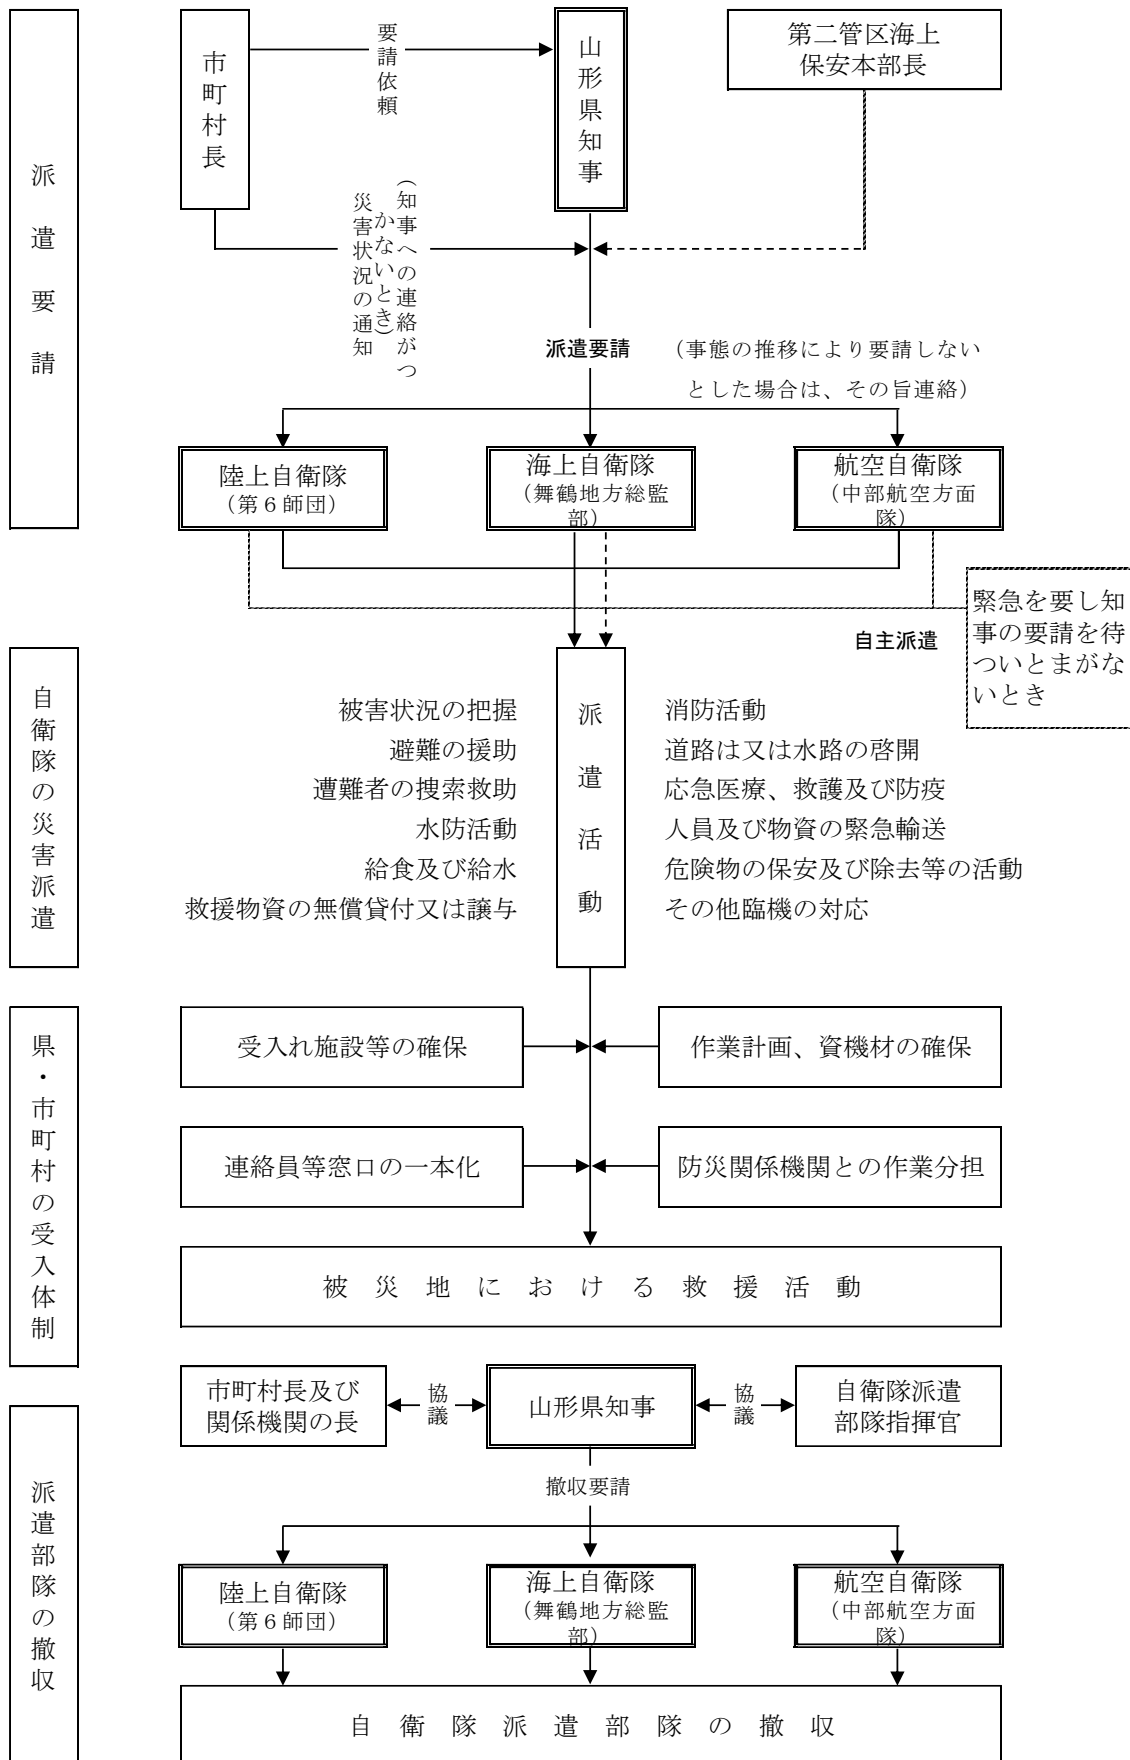 派遣要請
市町村長
要請依頼
山形県知事
第二管区海上
保安本部長
(知事への連絡がつ
かないとき)
災害状況の通知
派遣要請
（事態の推移により要請しない
とした場合は、その旨連絡）
陸上自衛隊
（第６師団）
海上自衛隊
（舞鶴地方総監
部）
航空自衛隊
（中部航空方面
隊）
緊急を要し知
事の要請を待
ついとまがな
いとき
自主派遣
自衛隊の災害派遣
派遣活動
被害状況の把握
避難の援助
遭難者の捜索救助
水防活動
給食及び給水
救援物資の無償貸付又は譲与
消防活動
道路は又は水路の啓開
応急医療、救護及び防疫
人員及び物資の緊急輸送
危険物の保安及び除去等の活動
その他臨機の対応
県・市町村の受入体制
受入れ施設等の確保
作業計画、資機材の確保
連絡員等窓口の一本化
防災関係機関との作業分担
被災地における救援活動
派遣部隊の撤収
市町村長及び
関係機関の長
協議
山形県知事
協議
自衛隊派遣
部隊指揮官
撤収要請
陸上自衛隊
（第６師団）
海上自衛隊
（舞鶴地方総監
部）
航空自衛隊
（中部航空方面
隊）
自衛隊派遣部隊の撤収